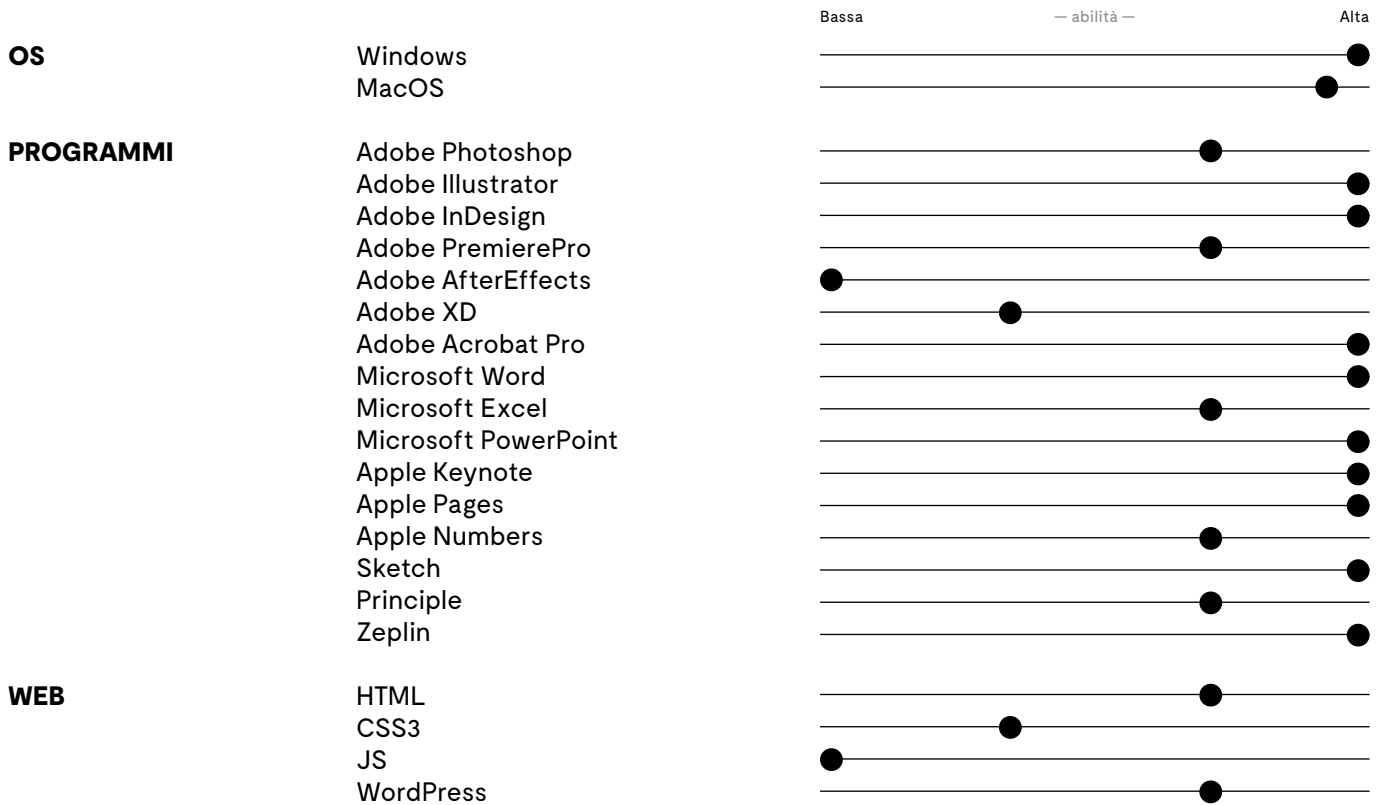 Bassa — abilità — Alta
OS Windows
MacOS
PROGRAMMI Adobe Photoshop
Adobe Illustrator
Adobe InDesign
Adobe PremierePro
Adobe AfterEffects
Adobe XD
Adobe Acrobat Pro
Microsoft Word
Microsoft Excel
Microsoft PowerPoint
Apple Keynote
Apple Pages
Apple Numbers
Sketch
Principle
Zeplin
WEB HTML
CSS3
JS
WordPress